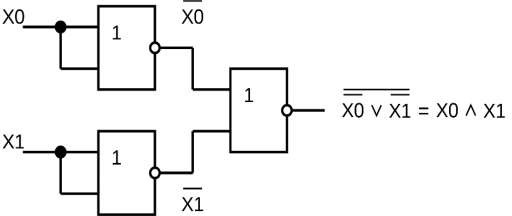 X0
1
X̅0̅
1
X̅0̅ ∨ X̅1̅ = X0 ∧ X1
X1
1
X̅1̅